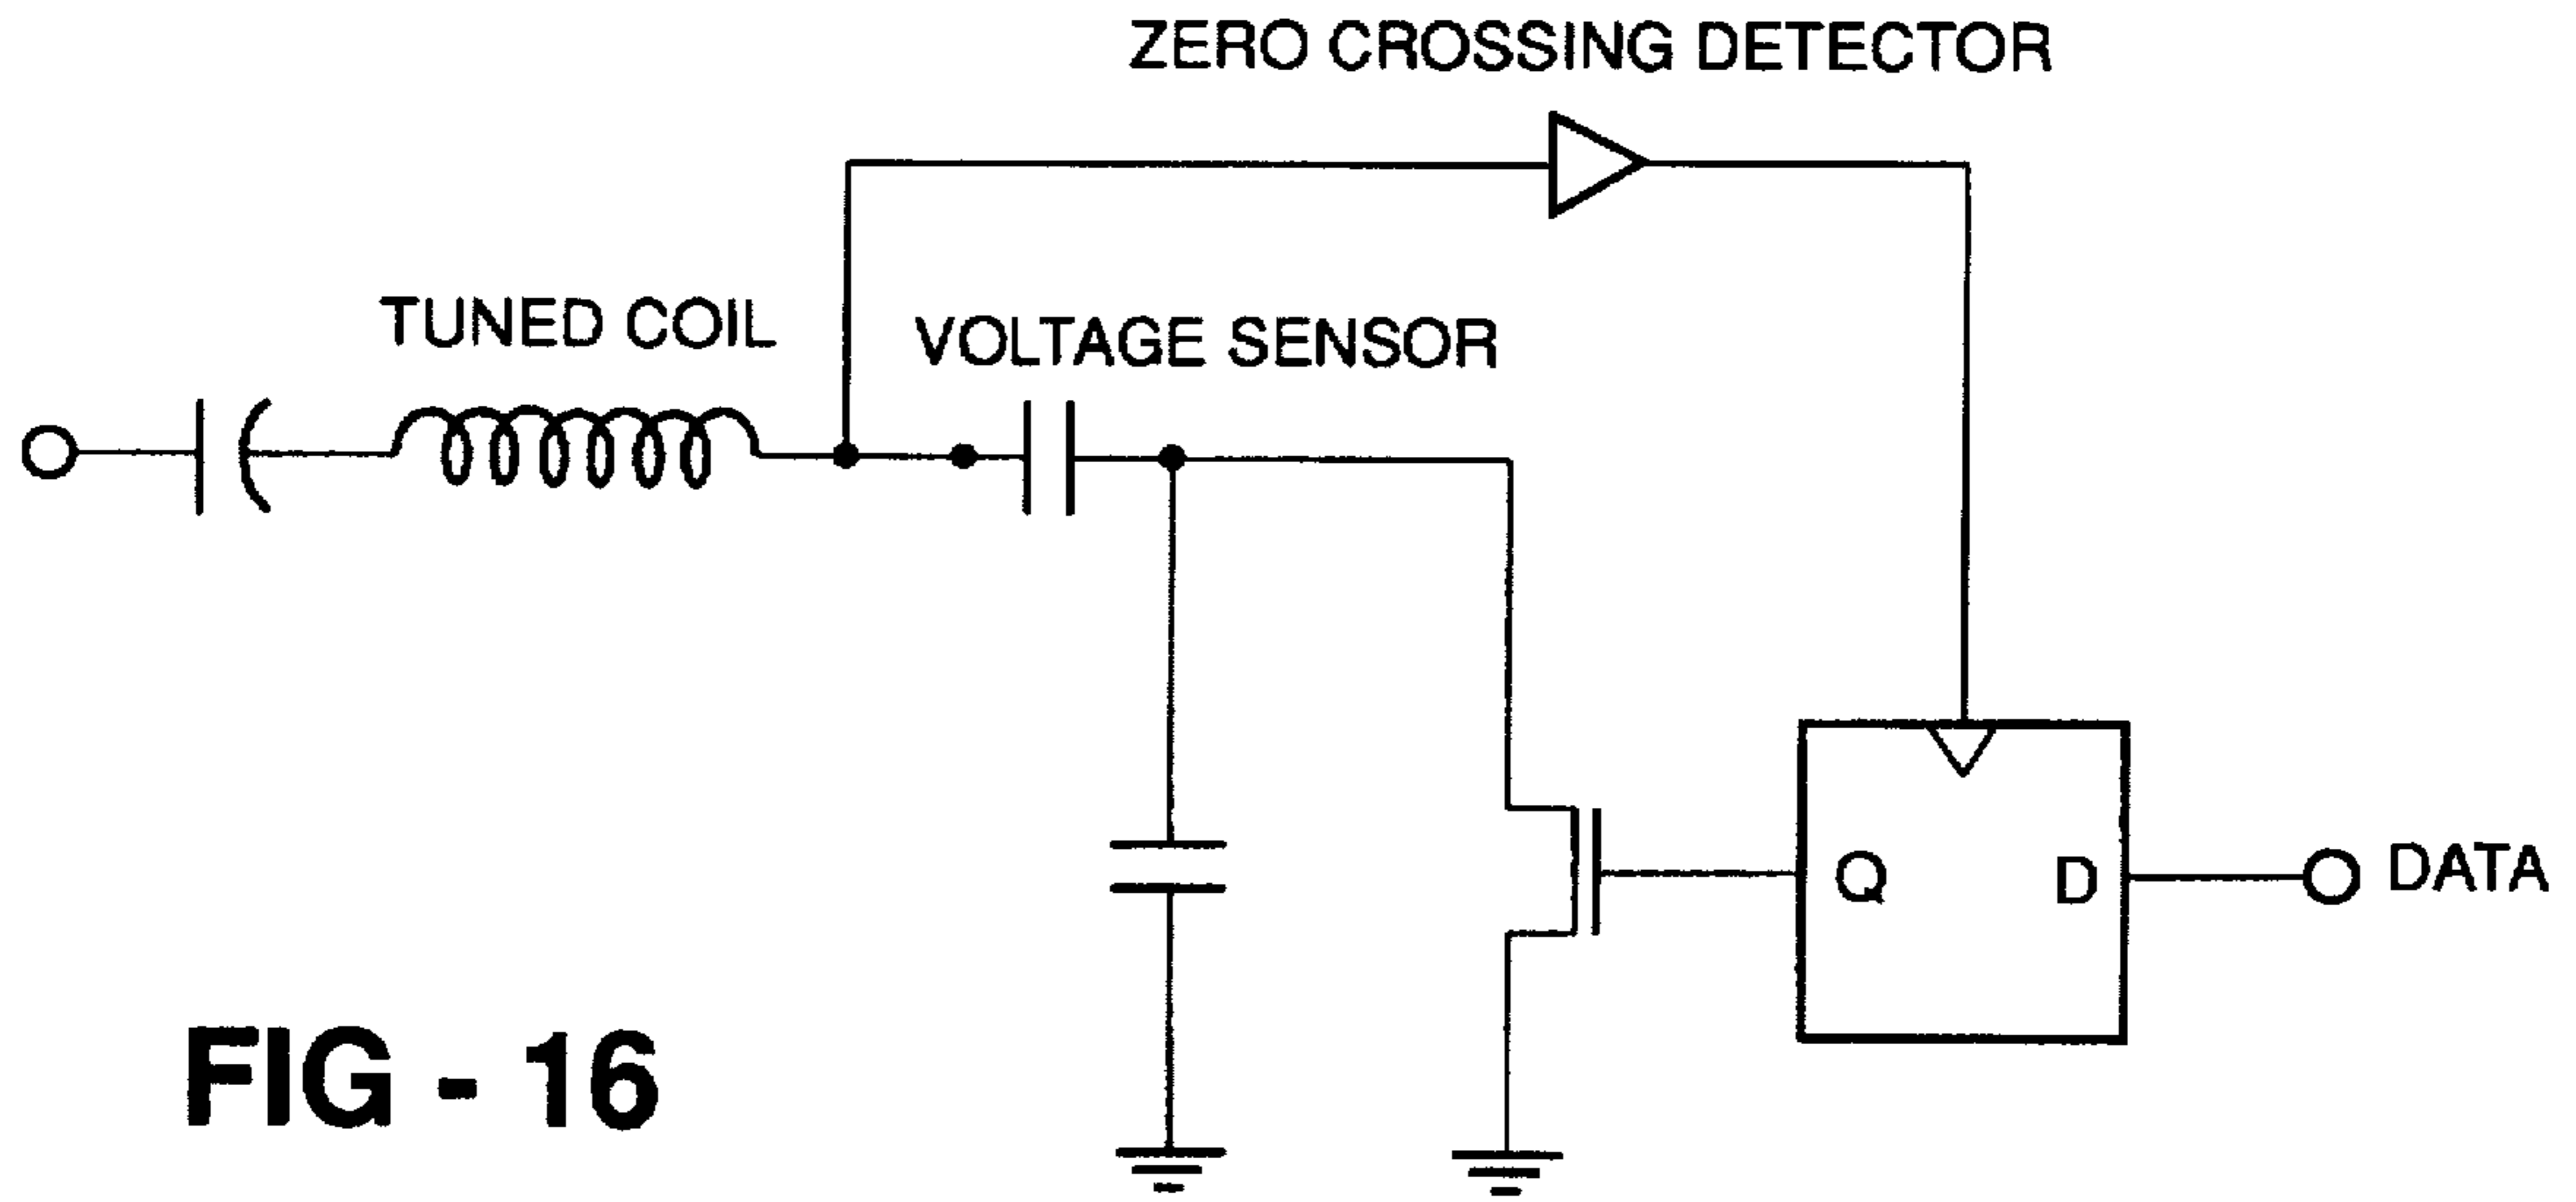 ZERO CROSSING DETECTOR
TUNED COIL
VOLTAGE SENSOR
Q
D
DATA
FIG - 16